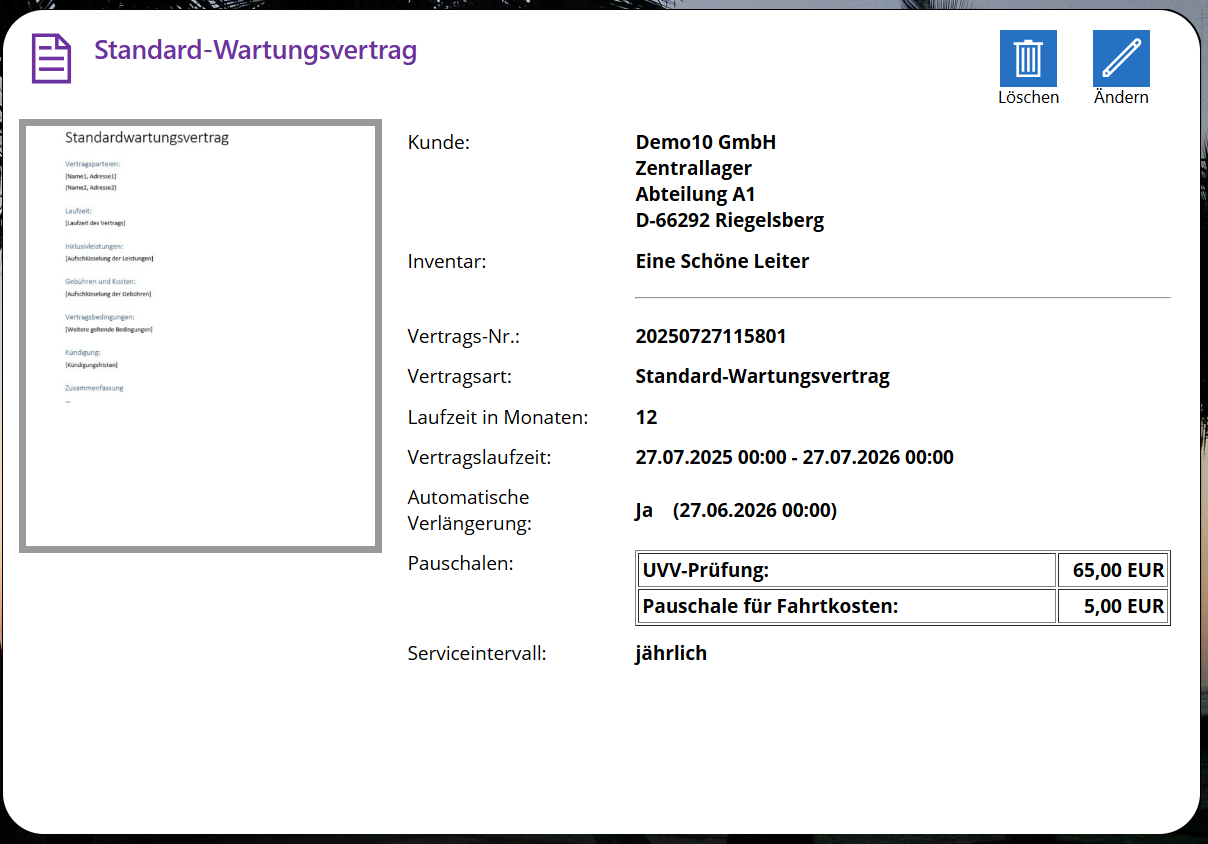 Standard-Wartungsvertrag
Löschen
Ändern
Standardwartungsvertrag
Vertragsparteien:
[Name1, Adresse1]
[Name2, Adresse2]
Laufzeit:
[Laufzeit des Vertrags]
Inklusivleistungen:
[Aufschlüsselung der Leistungen]
Gebühren und Kosten:
[Aufschlüsselung der Gebühren]
Vertragsbedingungen:
[Weitere geltende Bedingungen]
Kündigung:
[Kündigungsfristen]
Zusammenfassung
...
Kunde: Demo10 GmbH
Zentrallager
Abteilung A1
D-66292 Riegelsberg
Inventar: Eine Schöne Leiter
Vertrags-Nr.: 20250727115801
Vertragsart: Standard-Wartungsvertrag
Laufzeit in Monaten: 12
Vertragslaufzeit: 27.07.2025 00:00 - 27.07.2026 00:00
Automatische
Verlängerung: Ja (27.06.2026 00:00)
Pauschalen: UVV-Prüfung: 65,00 EUR
Pauschale für Fahrtkosten: 5,00 EUR
Serviceintervall: jährlich